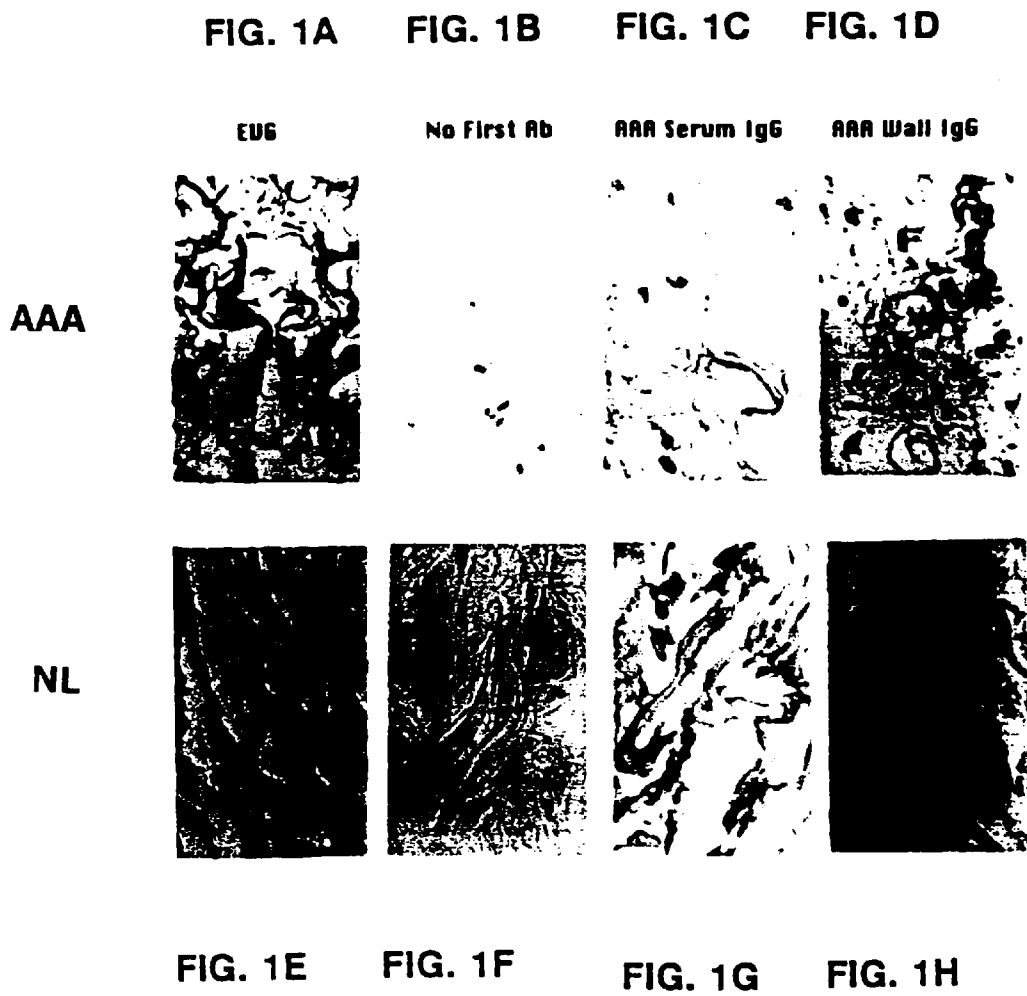 FIG. 1A FIG. 1B FIG. 1C FIG. 1D
EVG No First Ab AAA Serum IgG AAA Wall IgG
AAA
NL
FIG. 1E FIG. 1F FIG. 1G FIG. 1H